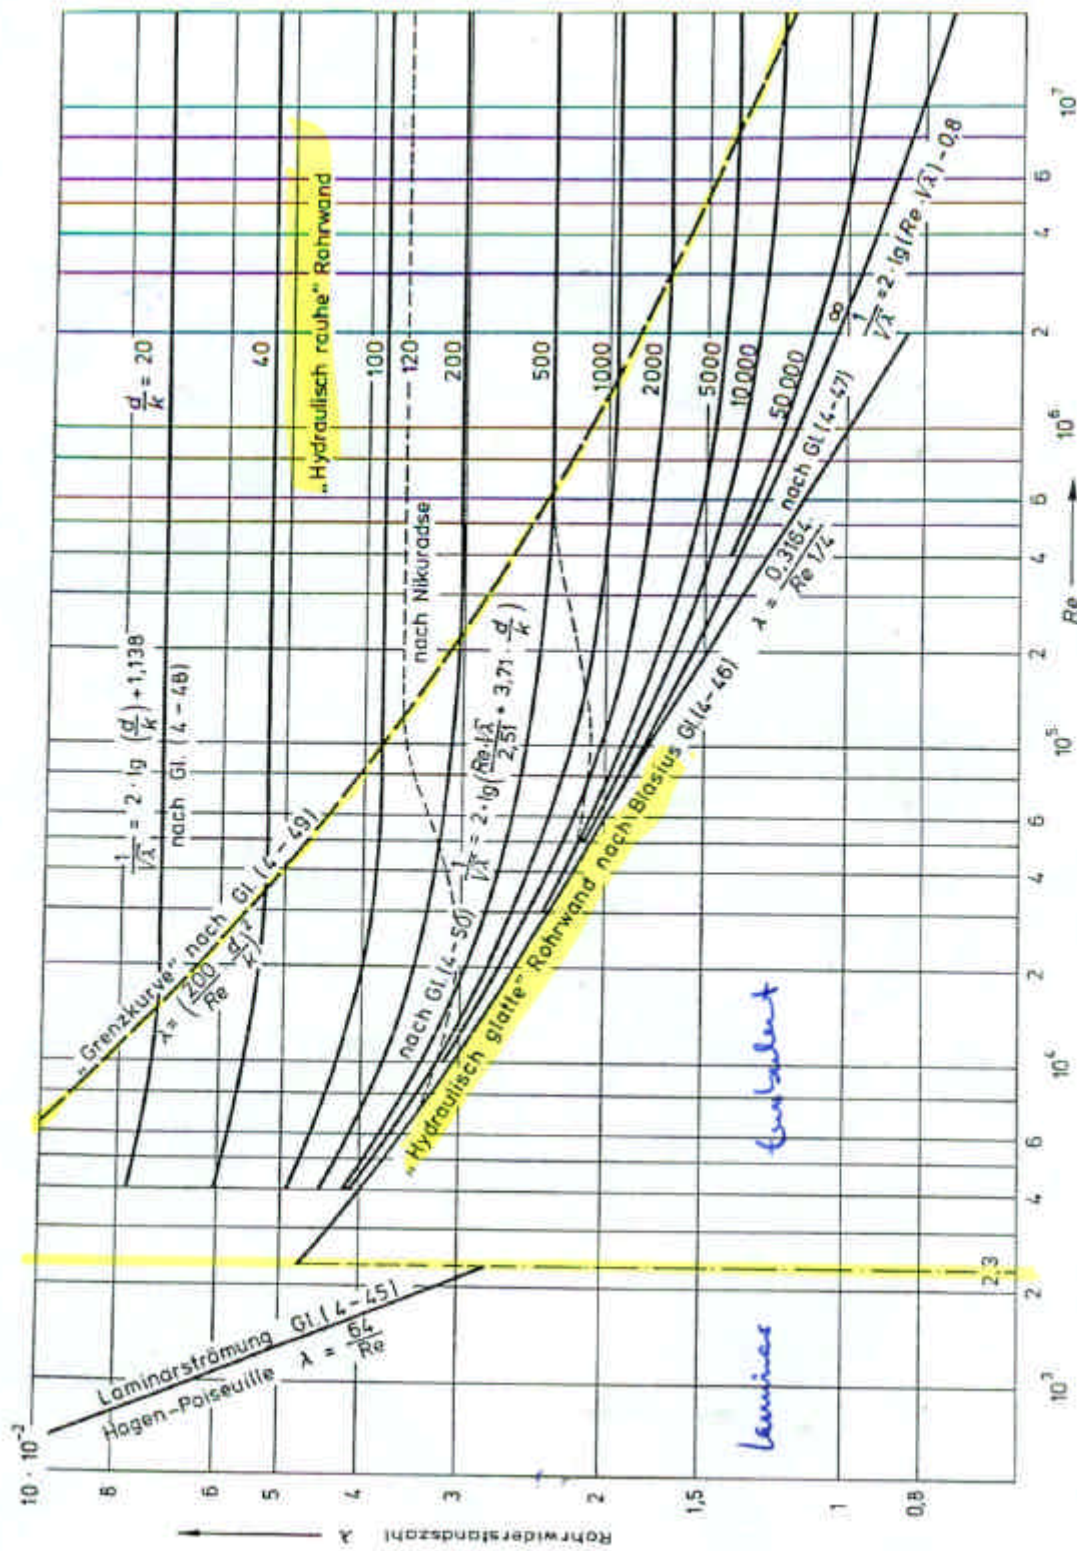 Rohrwiderstandszahl λ
10 · 10⁻²
8
6
5
4
3
2
1,5
1
0,8
Re
10³
2
2,3
4
6
10⁴
2
4
6
10⁵
2
4
6
10⁶
2
4
6
10⁷
Laminarströmung Gl.(4-45)
Hagen-Poiseuille λ = 64/Re
„Grenzkurve" nach Gl.(4-49)
λ = (200/Re · d/k)²
1/√λ = 2 · lg (d/k) + 1,138
nach Gl. (4-48)
d/k = 20
40
„Hydraulisch rauhe" Rohrwand
100
120
200
500
1000
2000
5000
10000
50 000
∞
nach Nikuradse
nach Gl.(4-50)
1/√λ = 2 · lg(Re·√λ/2,51 + 3,71 · d/k)
„Hydraulisch glatte" Rohrwand nach Blasius Gl.(4-46)
λ = 0,3164/Re 1/4
nach Gl.(4-47)
1/√λ = 2 · lg(Re·√λ) - 0,8
Laminar
turbulent